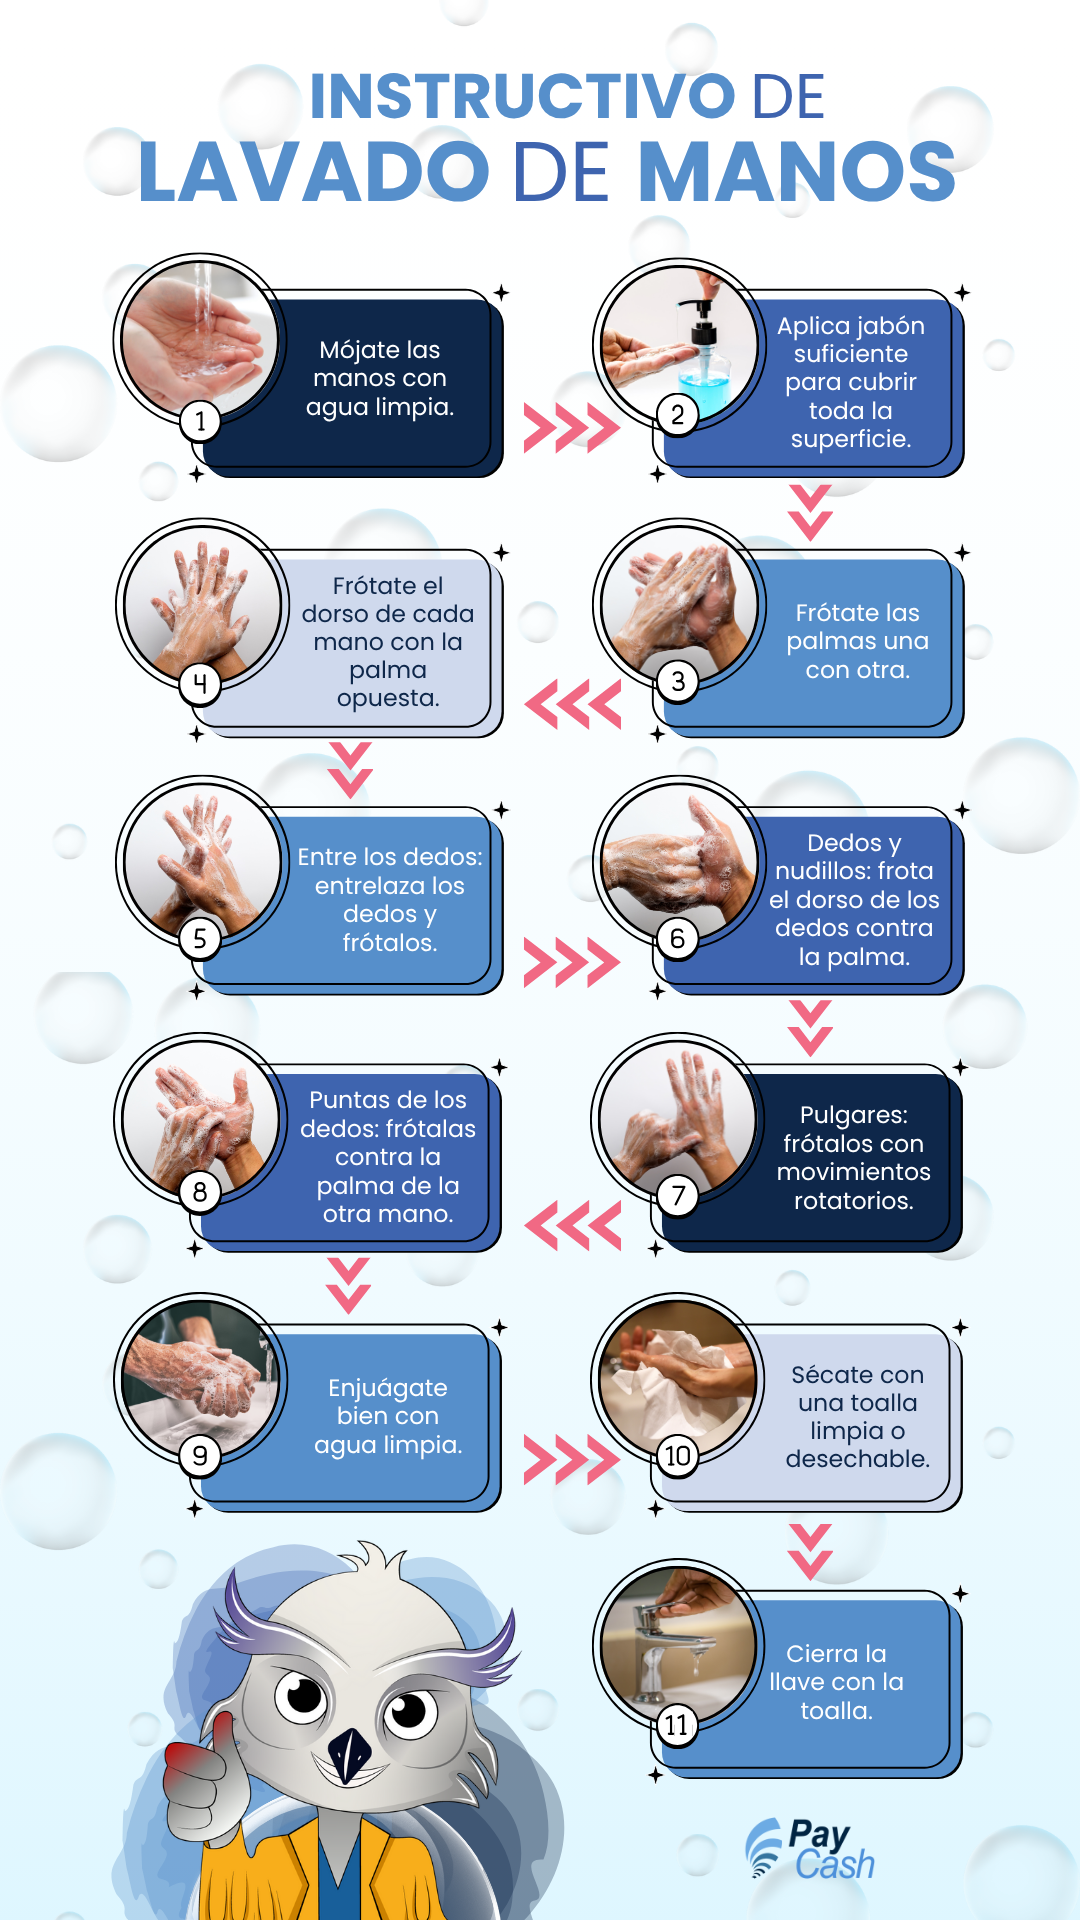 INSTRUCTIVO DE
LAVADO DE MANOS
Mójate las
manos con
agua limpia.
1
Aplica jabón
suficiente
para cubrir
toda la
superficie.
2
Frótate las
palmas una
con otra.
3
Frótate el
dorso de cada
mano con la
palma
opuesta.
4
Entre los dedos:
entrelaza los
dedos y
frótalos.
5
Dedos y
nudillos: frota
el dorso de los
dedos contra
la palma.
6
Pulgares:
frótalos con
movimientos
rotatorios.
7
Puntas de los
dedos: frótalas
contra la
palma de la
otra mano.
8
Enjuágate
bien con
agua limpia.
9
Sécate con
una toalla
limpia o
desechable.
10
Cierra la
llave con la
toalla.
11
Pay
Cash